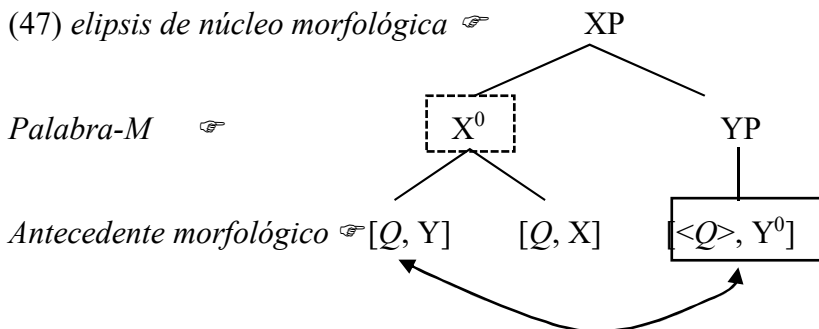 (47) elipsis de núcleo morfológica ☞ XP
Palabra-M ☞ X⁰ YP
Antecedente morfológico ☞ [Q, Y] [Q, X] [<Q>, Y⁰]